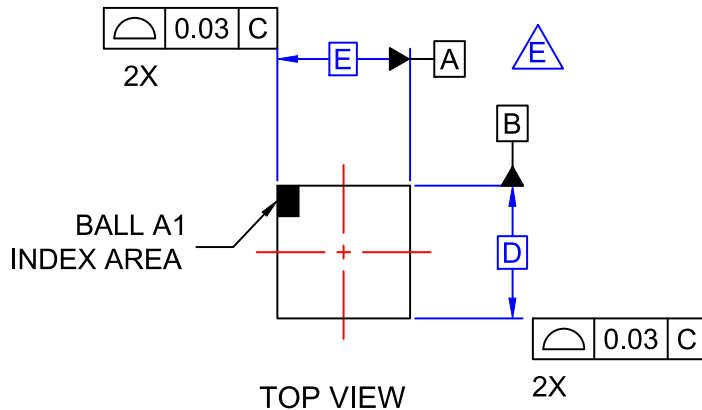 0.03 C
2X
E
A
E
B
BALL A1
INDEX AREA
D
0.03 C
2X
TOP VIEW